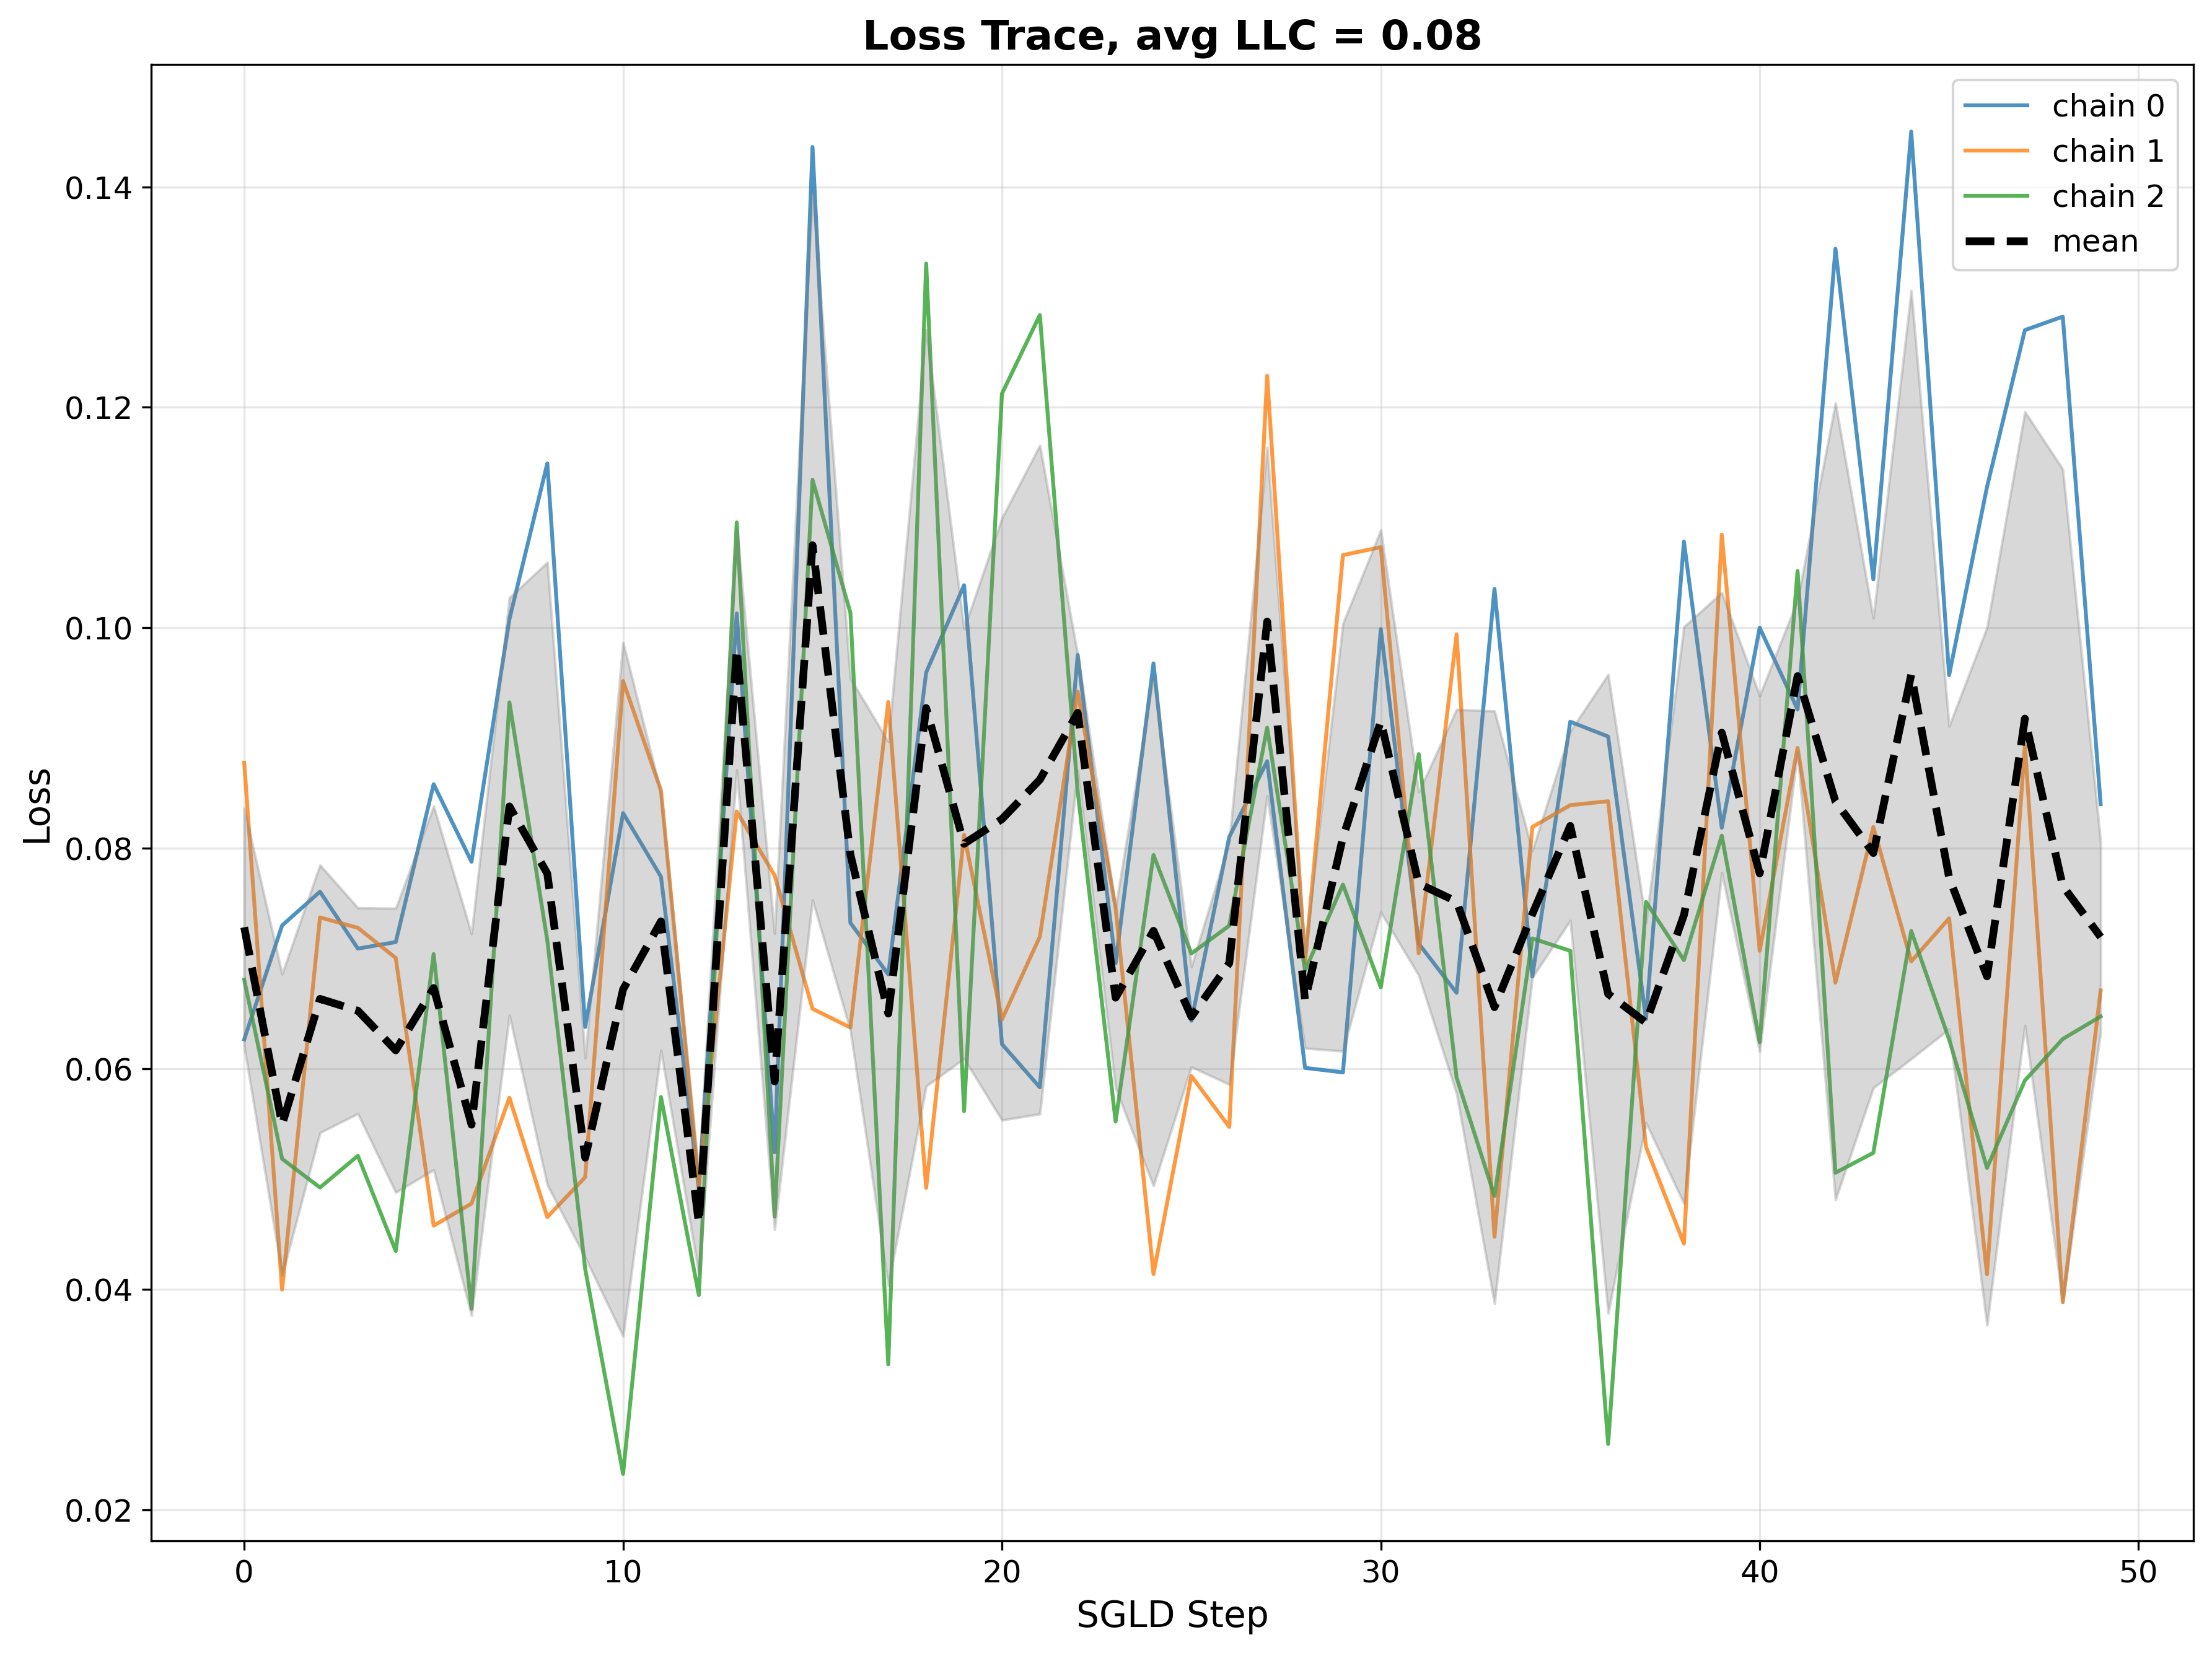 Loss Trace, avg LLC = 0.08
chain 0
chain 1
chain 2
mean
Loss
0.14
0.12
0.10
0.08
0.06
0.04
0.02
0
10
20
30
40
50
SGLD Step